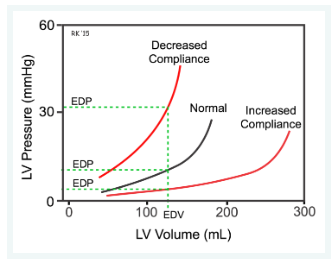 60
RK '15
Decreased
Compliance
EDP
LV Pressure (mmHg)
30
Normal
Increased
Compliance
EDP
EDP
0
0
100
EDV
200
300
LV Volume (mL)